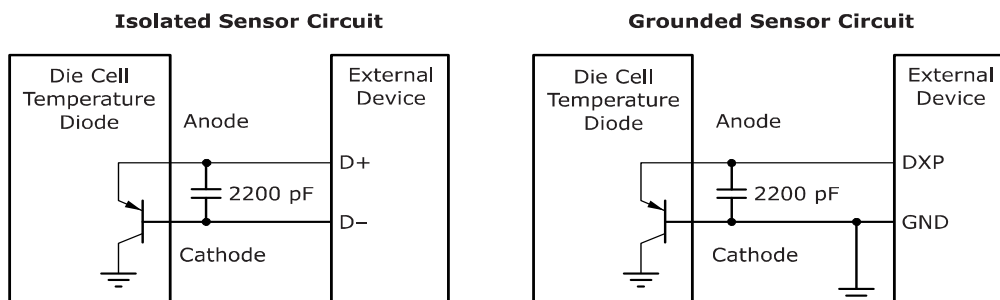 Isolated Sensor Circuit
Die Cell
Temperature
Diode
Anode
Cathode
2200 pF
External
Device
D+
D−
Grounded Sensor Circuit
Die Cell
Temperature
Diode
Anode
Cathode
2200 pF
External
Device
DXP
GND